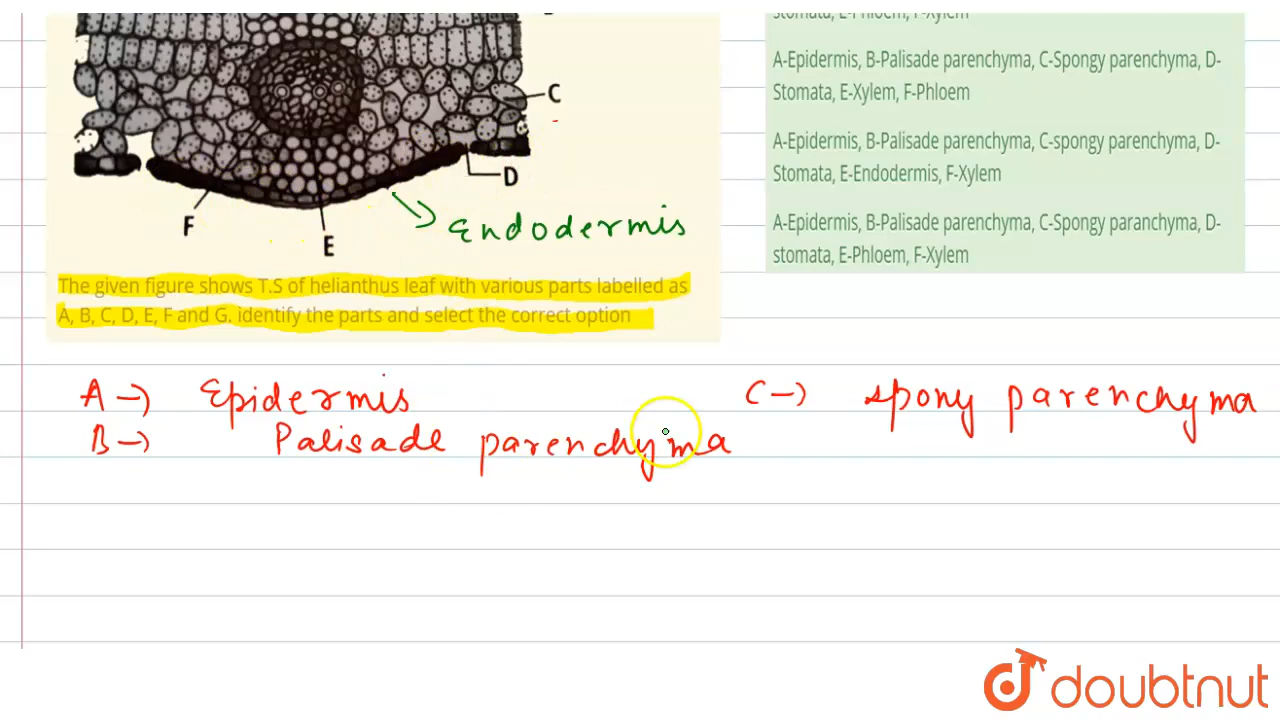 stomata, E-Phloem, F-Xylem
A-Epidermis, B-Palisade parenchyma, C-Spongy parenchyma, D-
Stomata, E-Xylem, F-Phloem
A-Epidermis, B-Palisade parenchyma, C-spongy parenchyma, D-
Stomata, E-Endodermis, F-Xylem
A-Epidermis, B-Palisade parenchyma, C-Spongy paranchyma, D-
stomata, E-Phloem, F-Xylem
C
D
F
E
Endodermis
The given figure shows T.S of helianthus leaf with various parts labelled as
A, B, C, D, E, F and G. identify the parts and select the correct option
A → Epidermis
C → spony parenchyma
B → Palisade parenchyma
doubtnut